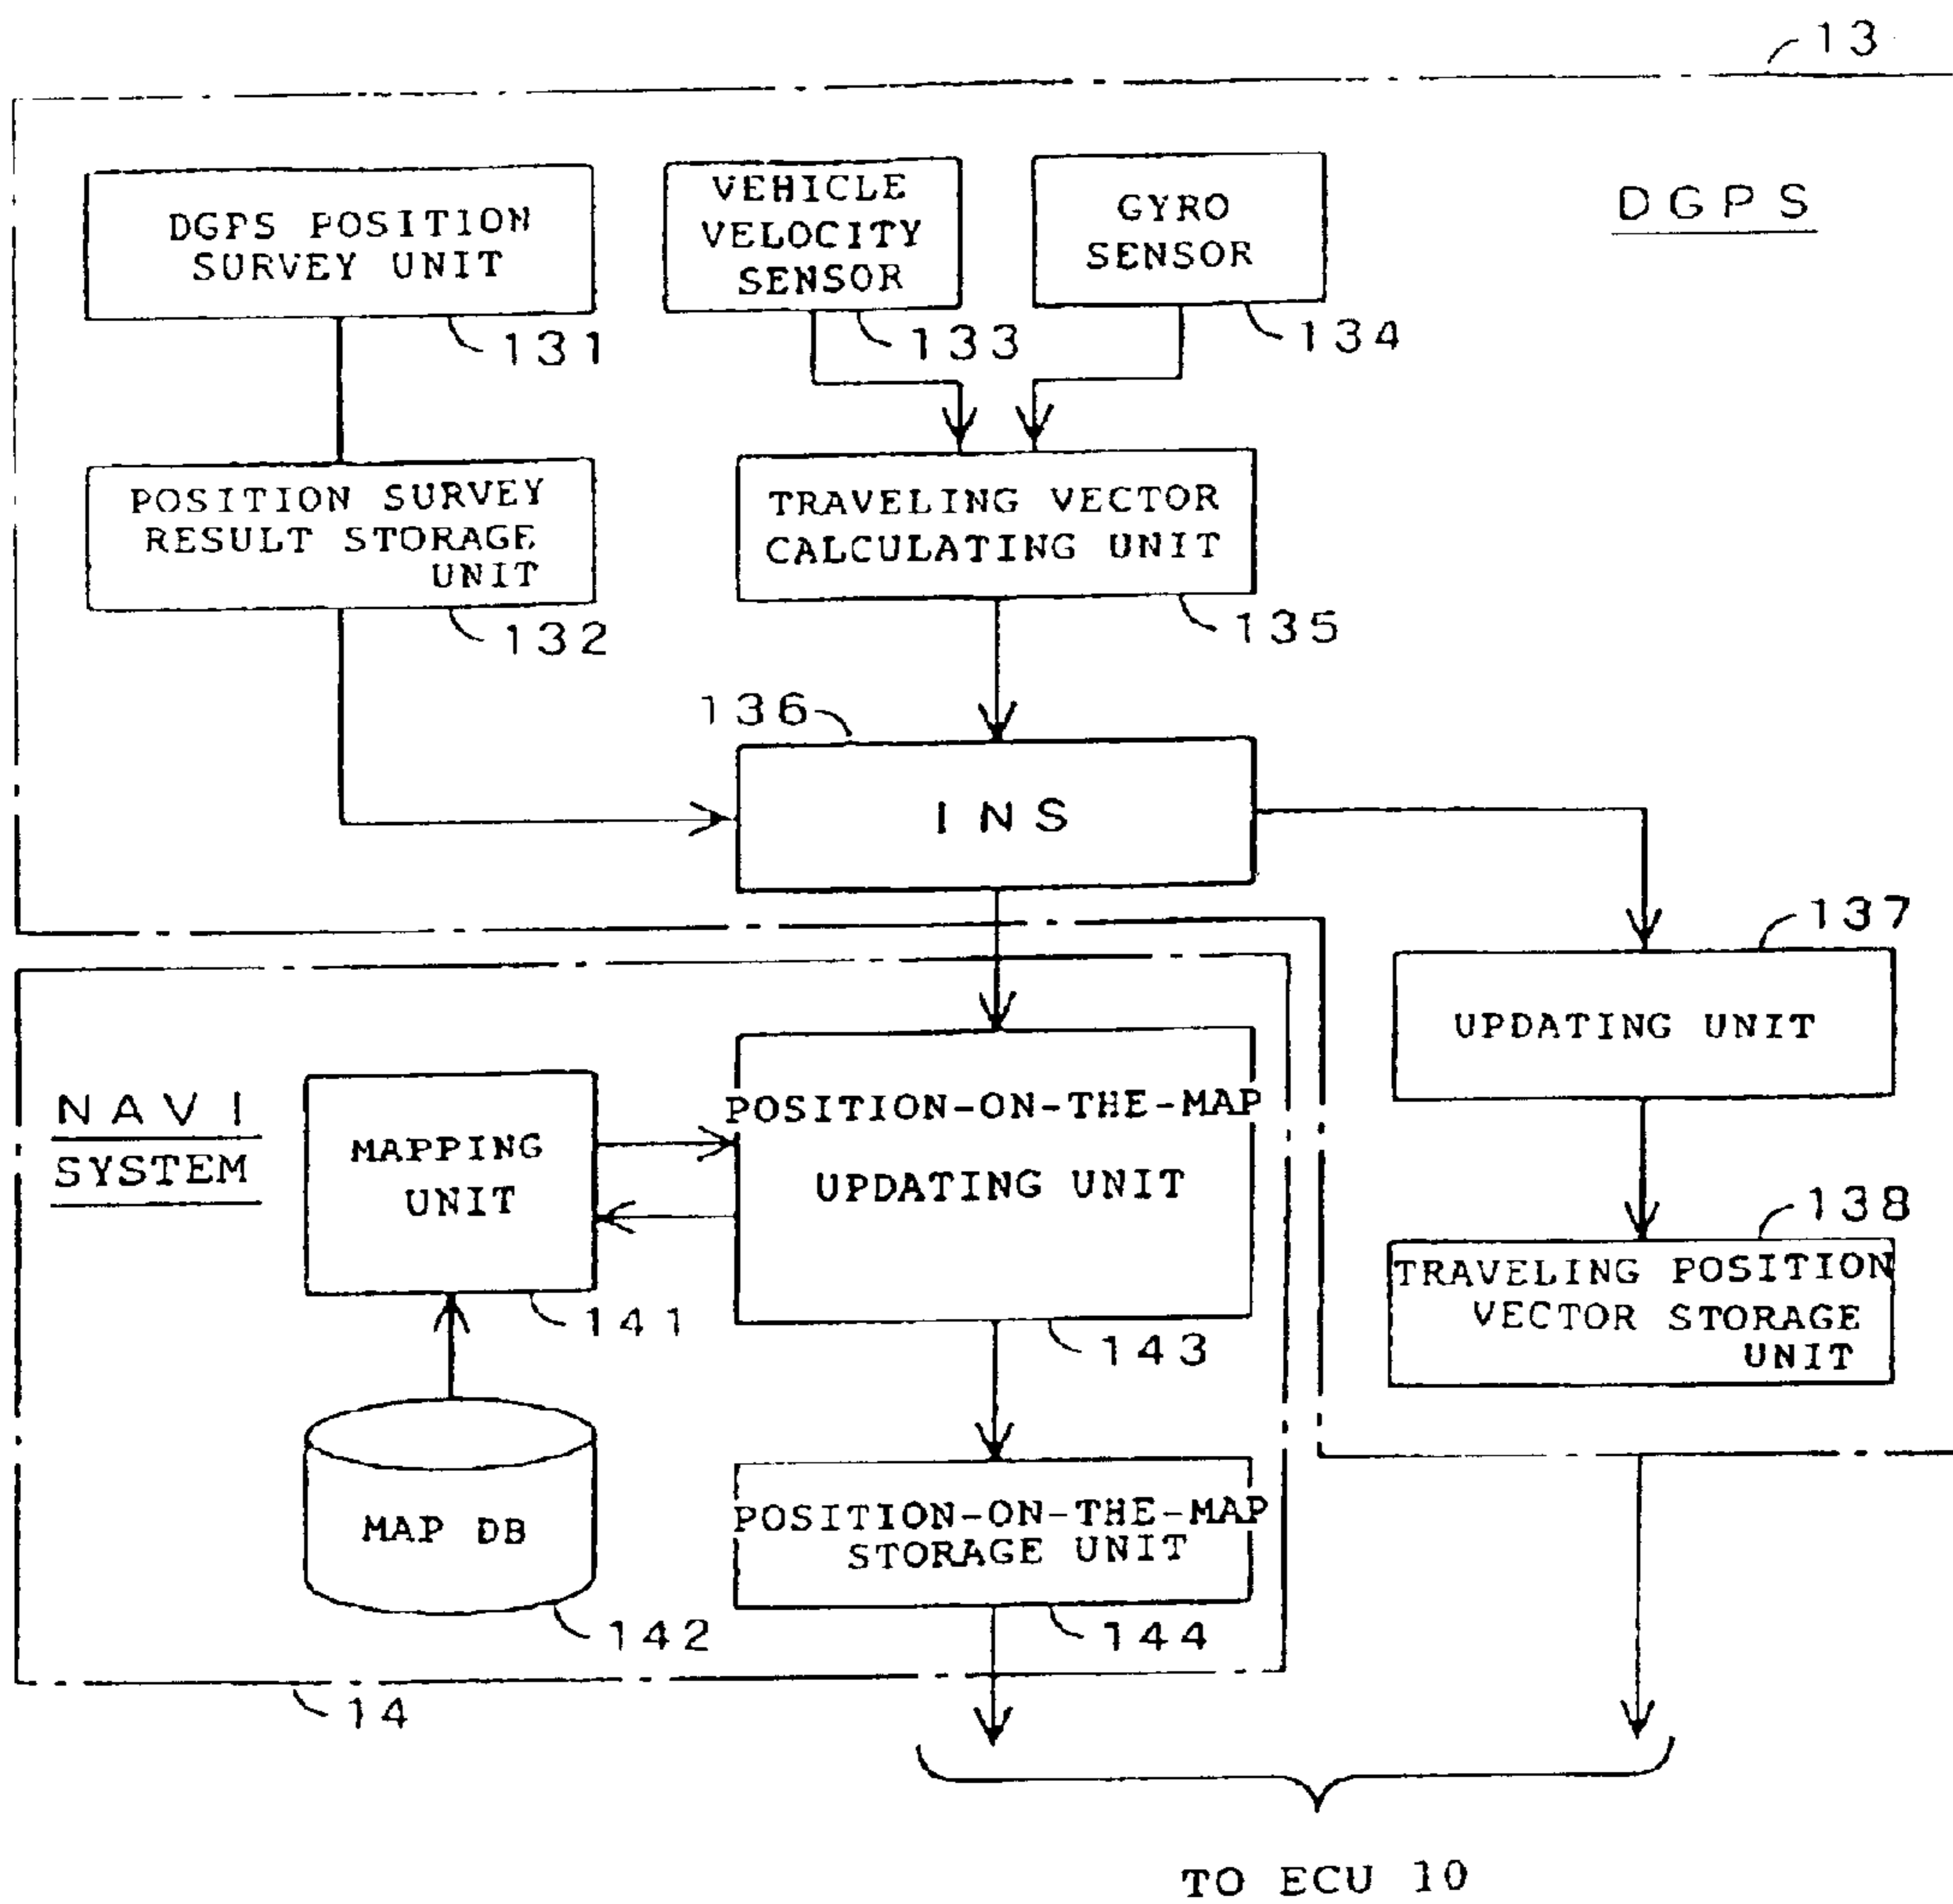 13
DGPS POSITION
SURVEY UNIT
131
VEHICLE
VELOCITY
SENSOR
133
GYRO
SENSOR
134
DGPS
POSITION SURVEY
RESULT STORAGE
UNIT
132
TRAVELING VECTOR
CALCULATING UNIT
135
136
INS
137
UPDATING UNIT
NAVI
SYSTEM
MAPPING
UNIT
141
POSITION-ON-THE-MAP
UPDATING UNIT
143
138
TRAVELING POSITION
VECTOR STORAGE
UNIT
MAP DB
142
POSITION-ON-THE-MAP
STORAGE UNIT
144
14
TO ECU 10